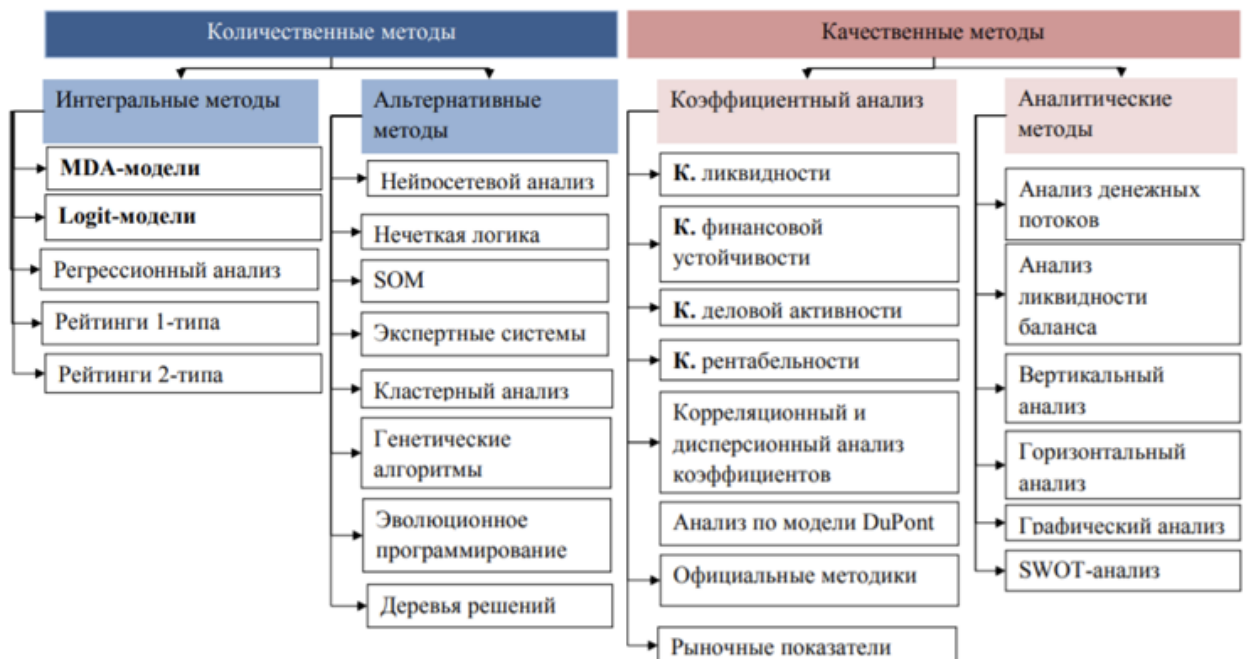 Количественные методы
Качественные методы
Интегральные методы
MDA-модели
Logit-модели
Регрессионный анализ
Рейтинги 1-типа
Рейтинги 2-типа
Альтернативные
методы
Нейросетевой анализ
Нечеткая логика
SOM
Экспертные системы
Кластерный анализ
Генетические
алгоритмы
Эволюционное
программирование
Деревья решений
Коэффициентный анализ
К. ликвидности
К. финансовой
устойчивости
К. деловой активности
К. рентабельности
Корреляционный и
дисперсионный анализ
коэффициентов
Анализ по модели DuPont
Официальные методики
Рыночные показатели
Аналитические
методы
Анализ денежных
потоков
Анализ
ликвидности
баланса
Вертикальный
анализ
Горизонтальный
анализ
Графический анализ
SWOT-анализ